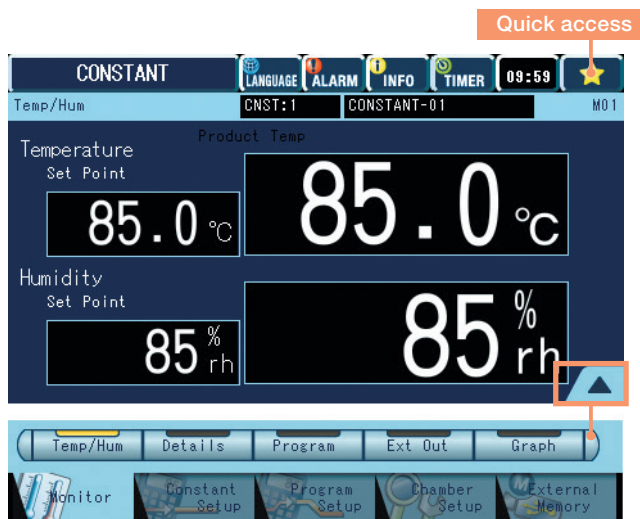 Quick access
CONSTANT LANGUAGE ALARM INFO TIMER 09:59
Temp/Hum CNST:1 CONSTANT-01 M01
Product Temp
Temperature
Set Point
85.0 °C 85.0 °C
Humidity
Set Point
85 % rh 85 % rh
Temp/Hum Details Program Ext Out Graph
Monitor Constant Setup Program Setup Chamber Setup External Memory